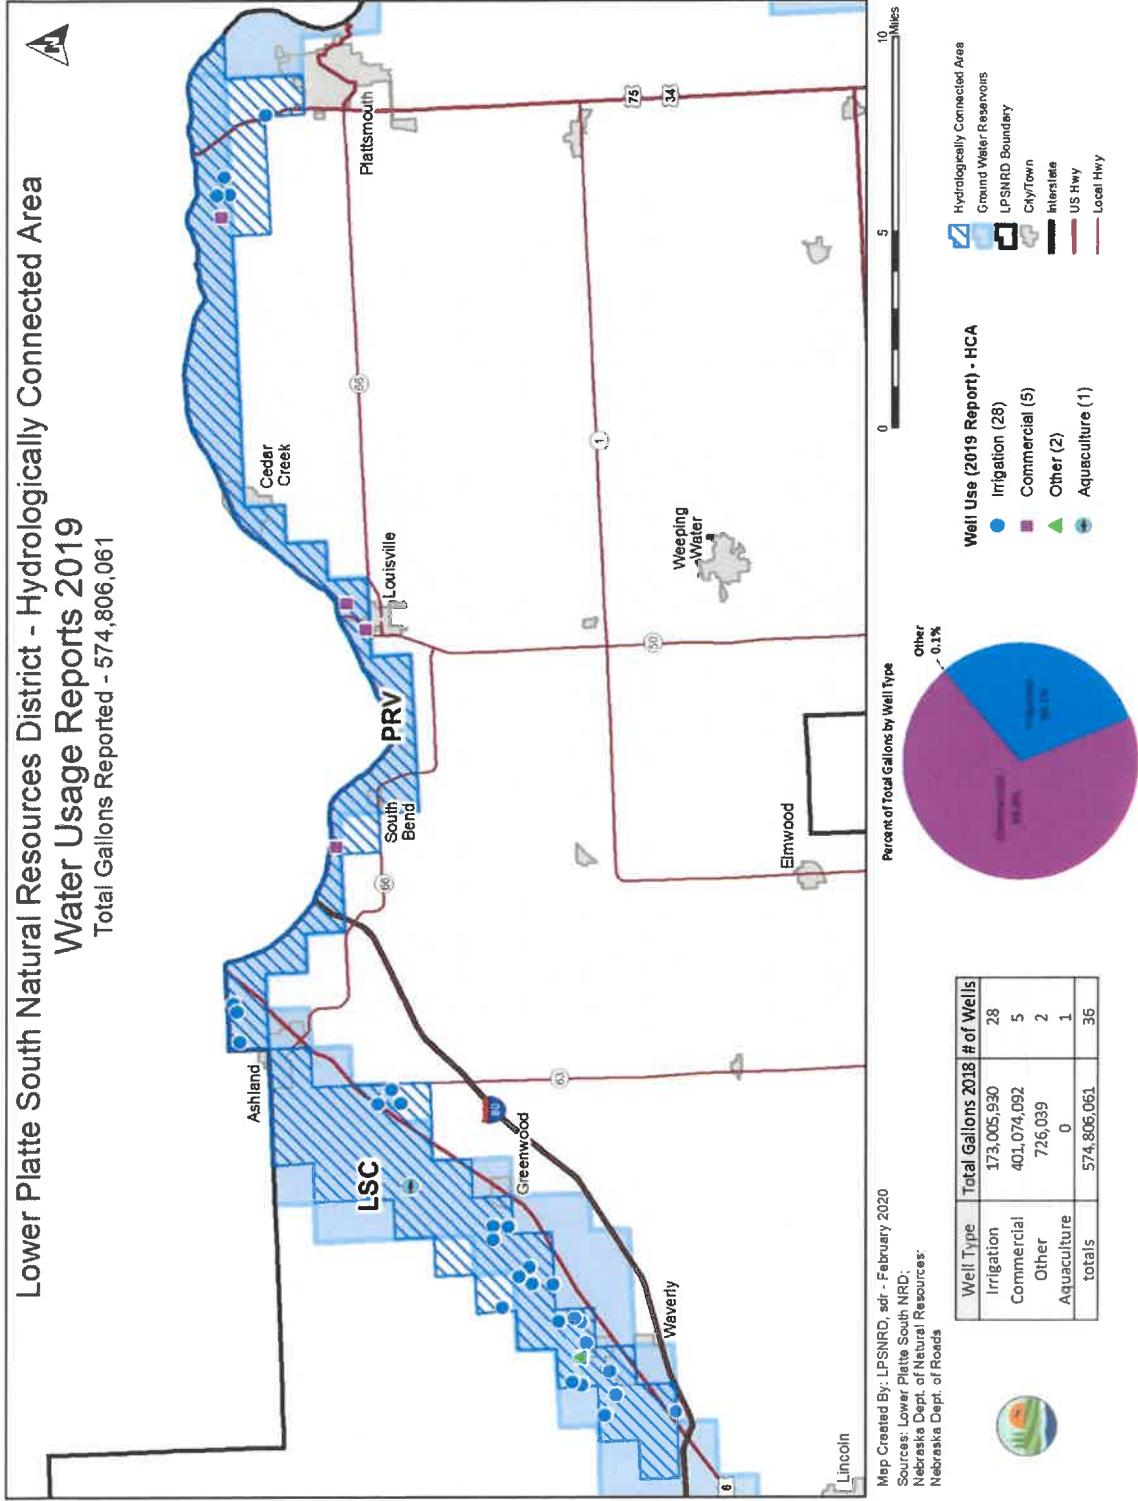 Lower Platte South Natural Resources District - Hydrologically Connected Area
Water Usage Reports 2019
Total Gallons Reported - 574,806,061
N
Plattsmouth
75
34
66
Cedar
Creek
Louisville
1
Weeping
Water
50
PRV
South
Bend
66
Elmwood
Ashland
63
80
LSC
Greenwood
Waverly
6
Lincoln
0
5
10
Miles
Map Created By: LPSNRD, sdr - February 2020
Sources: Lower Platte South NRD;
Nebraska Dept. of Natural Resources;
Nebraska Dept. of Roads
Well Type Total Gallons 2018 # of Wells
Irrigation 173,005,930 28
Commercial 401,074,092 5
Other 726,039 2
Aquaculture 0 1
totals 574,806,061 36
Percent of Total Gallons by Well Type
Other
0.1%
Well Use (2019 Report) - HCA
Irrigation (28)
Commercial (5)
Other (2)
Aquaculture (1)
Hydrologically Connected Area
Ground Water Reservoirs
LPSNRD Boundary
City/Town
Interstate
US Hwy
Local Hwy